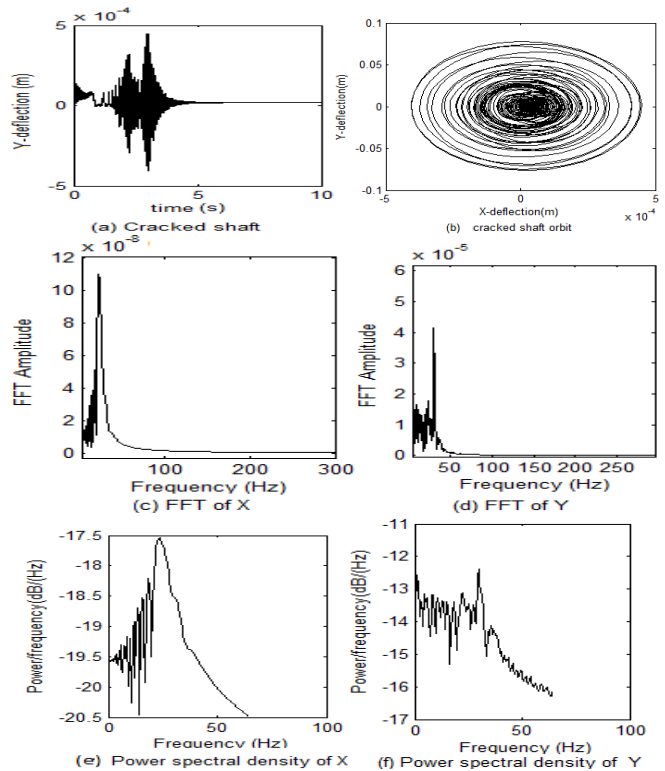 5 × 10⁻⁴
Y-deflection (m)
0
-5
0 5 10
time (s)
(a) Cracked shaft
0.1
0.05
0
-0.05
-0.1
Y-deflection(m)
-5 0 5
X-deflection(m)
× 10⁻⁴
(b) cracked shaft orbit
× 10⁻⁸
12
10
8
6
4
2
0
FFT Amplitude
100 200 300
Frequency (Hz)
(c) FFT of X
× 10⁻⁵
6
5
4
3
2
1
0
FFT Amplitude
50 100 150 200 250
Frequency (Hz)
(d) FFT of Y
-17.5
-18
-18.5
-19
-19.5
-20
-20.5
Power/frequency(dB/(Hz)
0 50 100
Frequency (Hz)
(e) Power spectral density of X
-11
-12
-13
-14
-15
-16
-17
Power/frequency(dB/(Hz)
0 50 100
Frequency (Hz)
(f) Power spectral density of Y